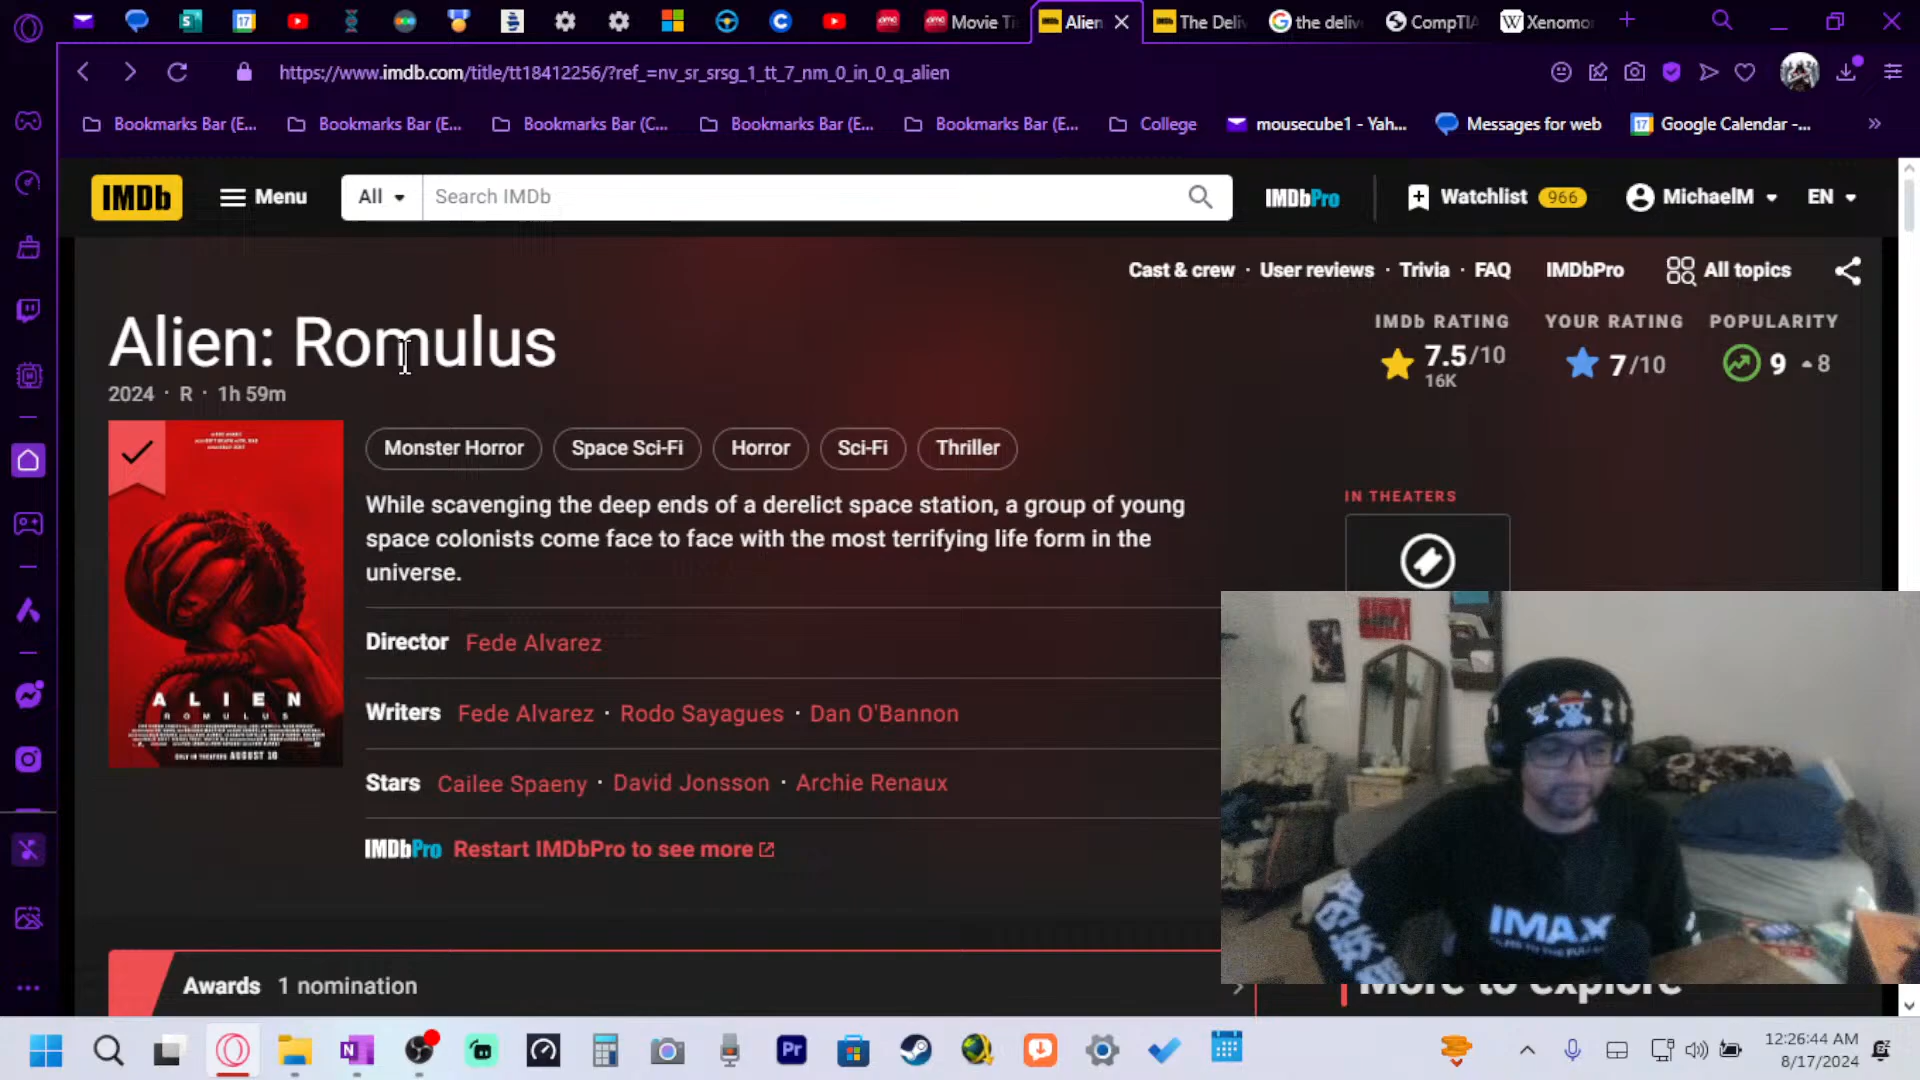 Movie Ti
Alien
The Deli
the deliv
CompTIA
Xenomo
https://www.imdb.com/title/tt18412256/?ref_=nv_sr_srsg_1_tt_7_nm_0_in_0_q_alien
Bookmarks Bar (E... Bookmarks Bar (E... Bookmarks Bar (C... Bookmarks Bar (E... Bookmarks Bar (E... College mousecube1 - Yah... Messages for web Google Calendar -...
IMDb Menu All Search IMDb IMDbPro Watchlist 966 MichaelM EN
Cast & crew · User reviews · Trivia · FAQ IMDbPro All topics
Alien: Romulus
2024 · R · 1h 59m
IMDb RATING YOUR RATING POPULARITY
7.5/10 7/10 9 8
16K
Monster Horror Space Sci-Fi Horror Sci-Fi Thriller
While scavenging the deep ends of a derelict space station, a group of young
space colonists come face to face with the most terrifying life form in the
universe.
IN THEATERS
Director Fede Alvarez
Writers Fede Alvarez · Rodo Sayagues · Dan O'Bannon
Stars Cailee Spaeny · David Jonsson · Archie Renaux
IMDbPro Restart IMDbPro to see more
ALIEN
ROMULUS
ONLY IN THEATERS AUGUST 16
IMAX
Awards 1 nomination
More to explore
Pr
12:26:44 AM
8/17/2024